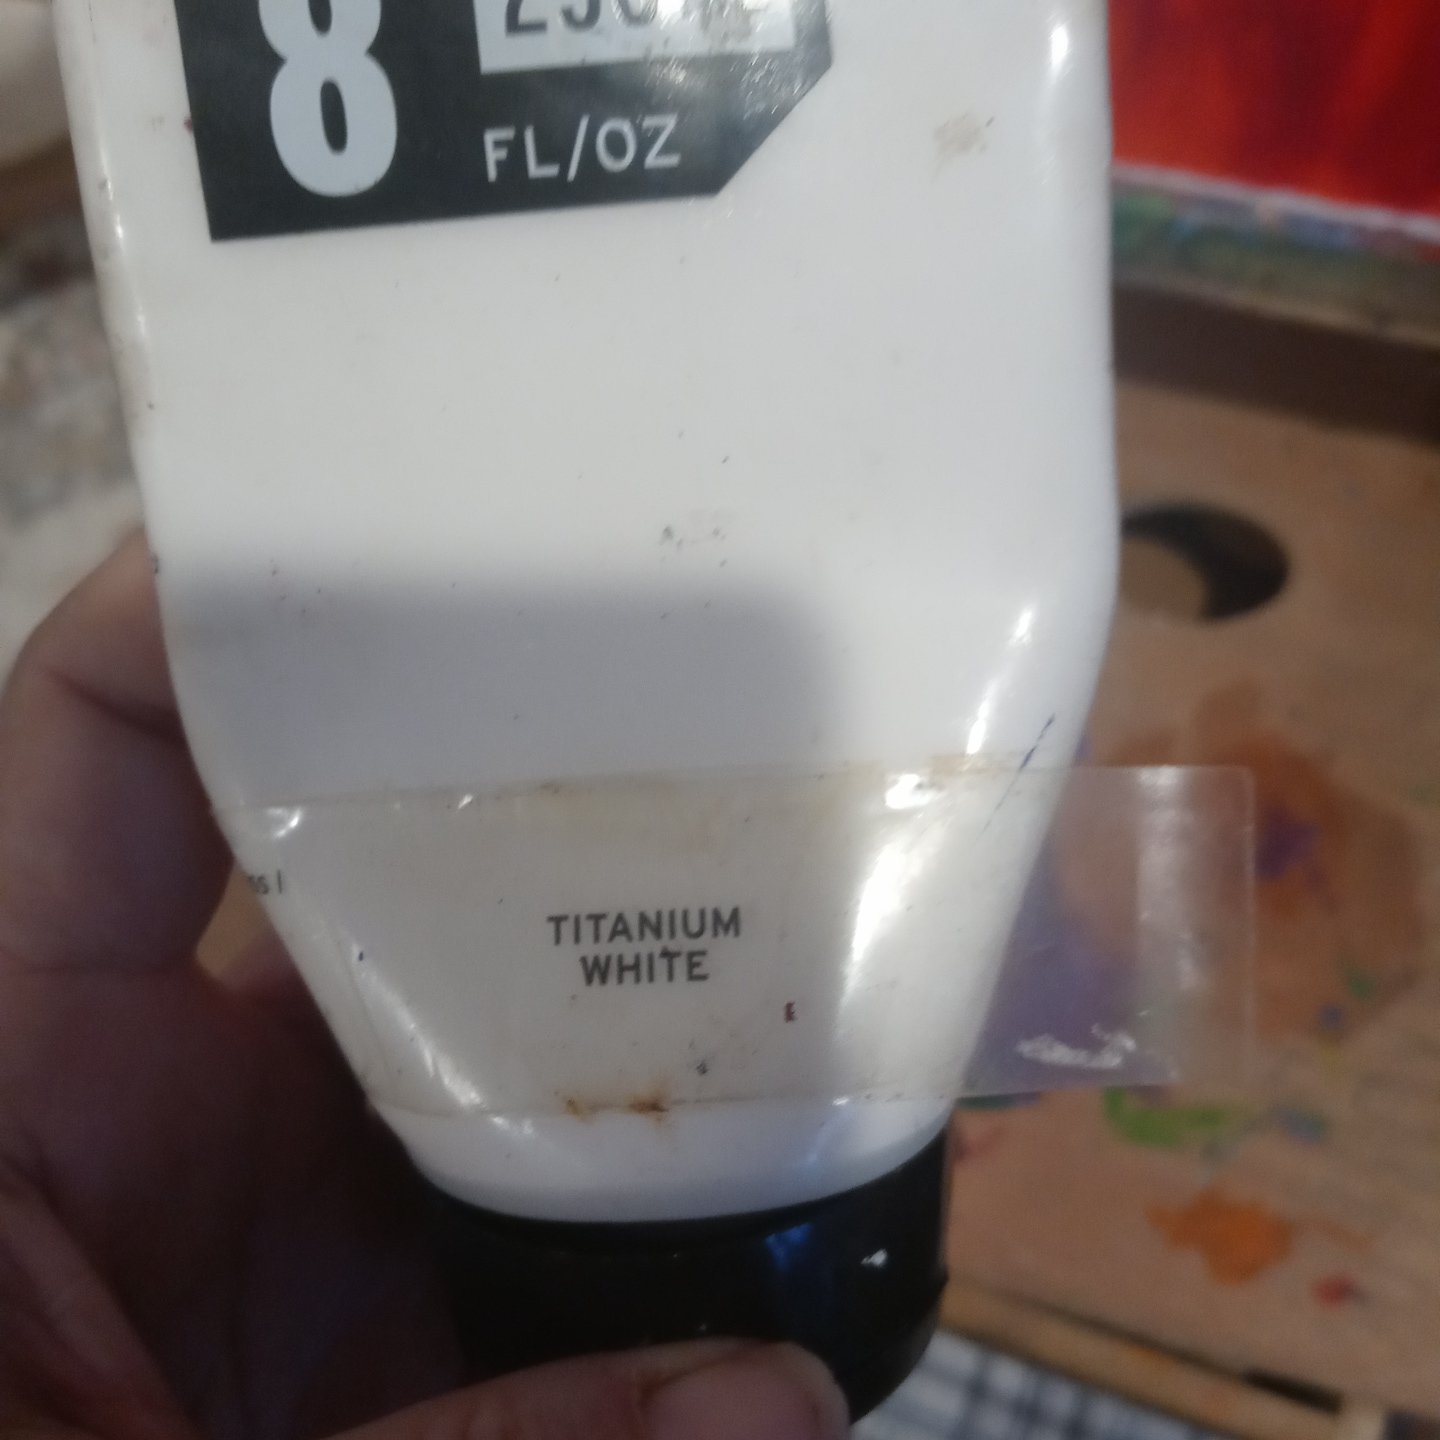 8
FL/OZ
TITANIUM
WHITE
E